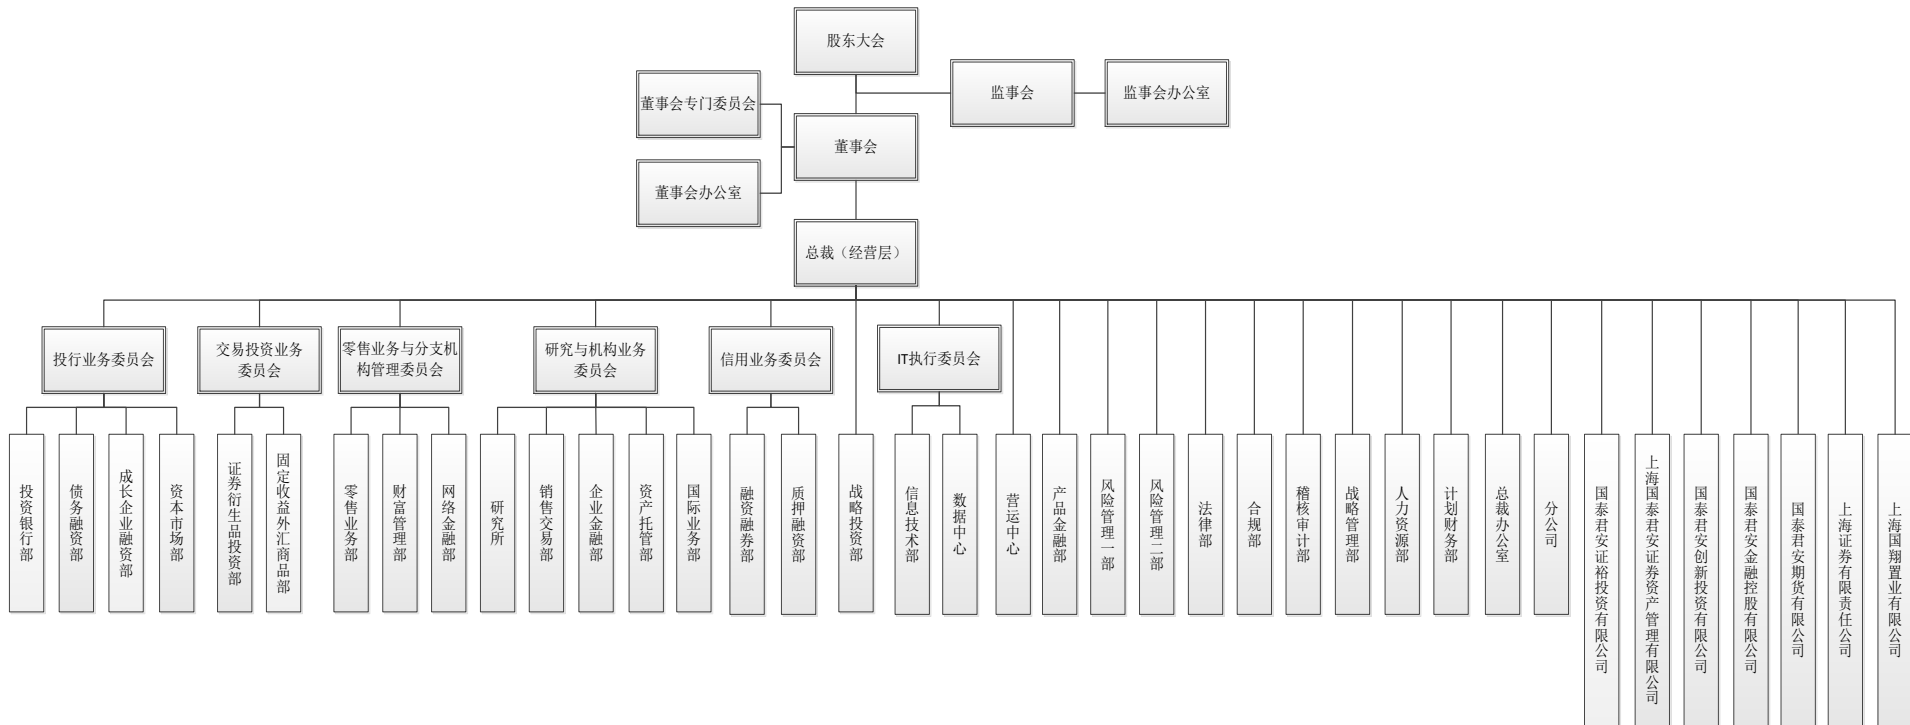 股东大会
监事会
监事会办公室
董事会专门委员会
董事会
董事会办公室
总裁（经营层）
投行业务委员会
交易投资业务
委员会
零售业务与分支机
构管理委员会
研究与机构业务
委员会
信用业务委员会
IT执行委员会
投资银行部
债务融资部
成长企业融资部
资本市场部
证券衍生品投资部
固定收益外汇商品部
零售业务部
财富管理部
网络金融部
研究所
销售交易部
企业金融部
资产托管部
国际业务部
融资融券部
质押融资部
战略投资部
信息技术部
数据中心
营运中心
产品金融部
风险管理一部
风险管理二部
法律部
合规部
稽核审计部
战略管理部
人力资源部
计划财务部
总裁办公室
分公司
国泰君安证裕投资有限公司
上海国泰君安证券资产管理有限公司
国泰君安创新投资有限公司
国泰君安金融控股有限公司
国泰君安期货有限公司
上海证券有限责任公司
上海国翔置业有限公司